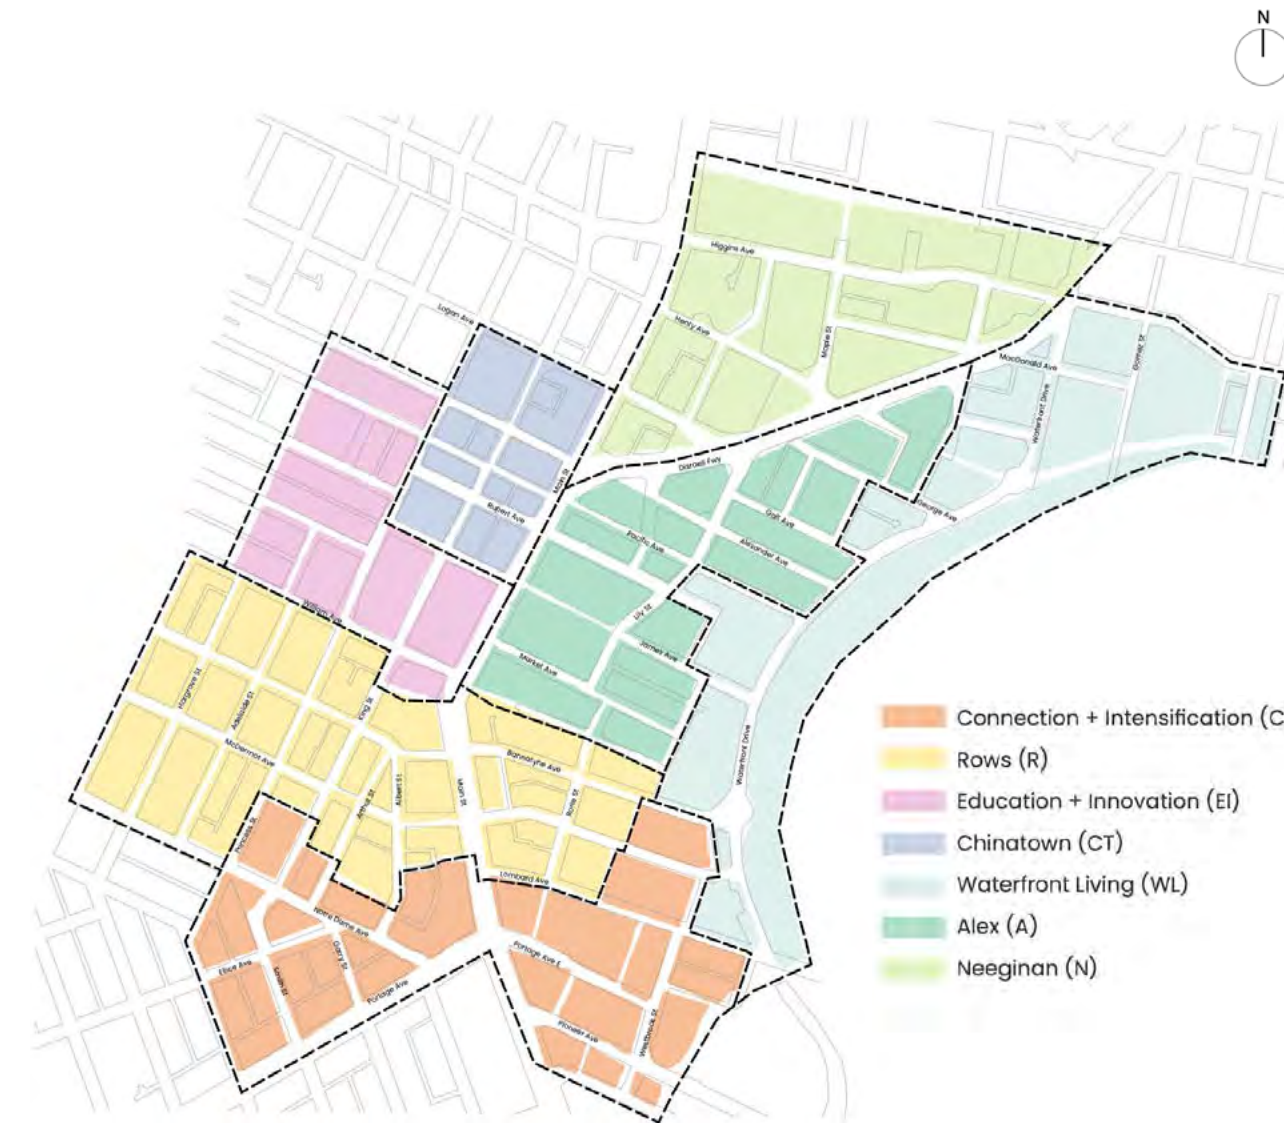 N
Higgins Ave
Logan Ave
Henry Ave
Maple St
MacDonald Ave
Gomez St
Waterfront Drive
Main St
Disraeli Fwy
Rupert Ave
George Ave
Galt Ave
Pacific Ave
Alexander Ave
William Ave
Lily St
James Ave
Market Ave
Hargrave St
Adelaide St
King St
McDermot Ave
Bannatyne Ave
Waterfront Drive
Albert St
Main St
Arthur St
Rorie St
Princess St
Lombard Ave
Notre Dame Ave
Garry St
Ellice Ave
Smith St
Portage Ave
Portage Ave E
Pioneer Ave
Westbrook St
Connection + Intensification (C
Rows (R)
Education + Innovation (EI)
Chinatown (CT)
Waterfront Living (WL)
Alex (A)
Neeginan (N)